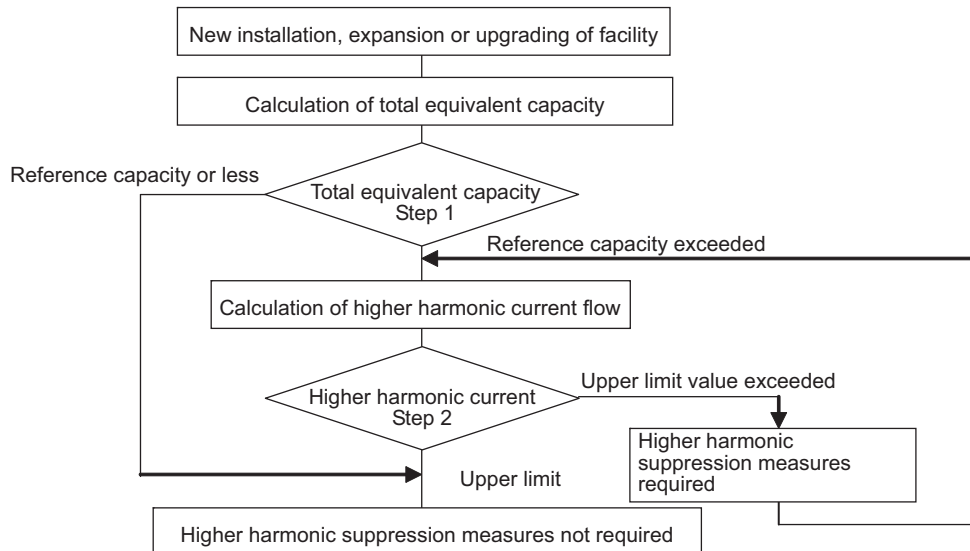 New installation, expansion or upgrading of facility
Calculation of total equivalent capacity
Reference capacity or less
Total equivalent capacity
Step 1
Reference capacity exceeded
Calculation of higher harmonic current flow
Higher harmonic current
Step 2
Upper limit value exceeded
Higher harmonic
suppression measures
required
Upper limit
Higher harmonic suppression measures not required